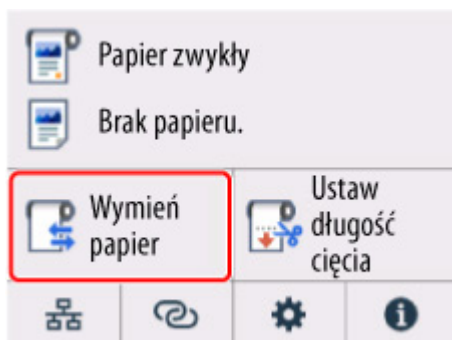 Papier zwykły
Brak papieru.
Wymień
papier
Ustaw
długość
cięcia